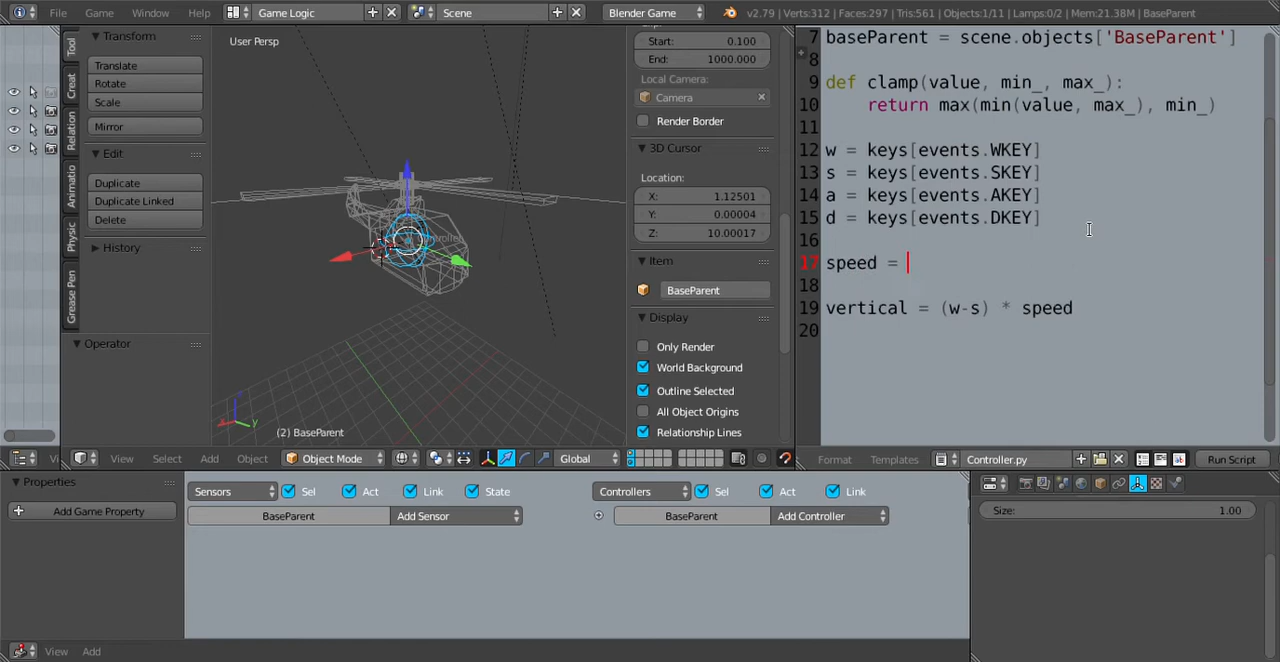 File Game Window Help Game Logic Scene Blender Game v2.79 | Verts:312 | Faces:297 | Tris:561 | Objects:1/11 | Lamps:0/2 | Mem:21.38M | BaseParent
Tool
Creat
Relation
Animatio
Physic
Grease Pen
Transform
Translate
Rotate
Scale
Mirror
Edit
Duplicate
Duplicate Linked
Delete
History
Operator
User Persp
(2) BaseParent
Start: 0.100
End: 1000.000
Local Camera:
Camera
Render Border
3D Cursor
Location:
X: 1.12501
Y: 0.00004
Z: 10.00017
Item
BaseParent
Display
Only Render
World Background
Outline Selected
All Object Origins
Relationship Lines
7 baseParent = scene.objects['BaseParent']
8
9 def clamp(value, min_, max_):
10 return max(min(value, max_), min_)
11
12 w = keys[events.WKEY]
13 s = keys[events.SKEY]
14 a = keys[events.AKEY]
15 d = keys[events.DKEY]
16
17 speed =
18
19 vertical = (w-s) * speed
20
View Select Add Object Object Mode Global
Format Templates Controller.py Run Script
Properties
Add Game Property
Sensors Sel Act Link State
BaseParent Add Sensor
Controllers Sel Act Link
BaseParent Add Controller
Size: 1.00
View Add